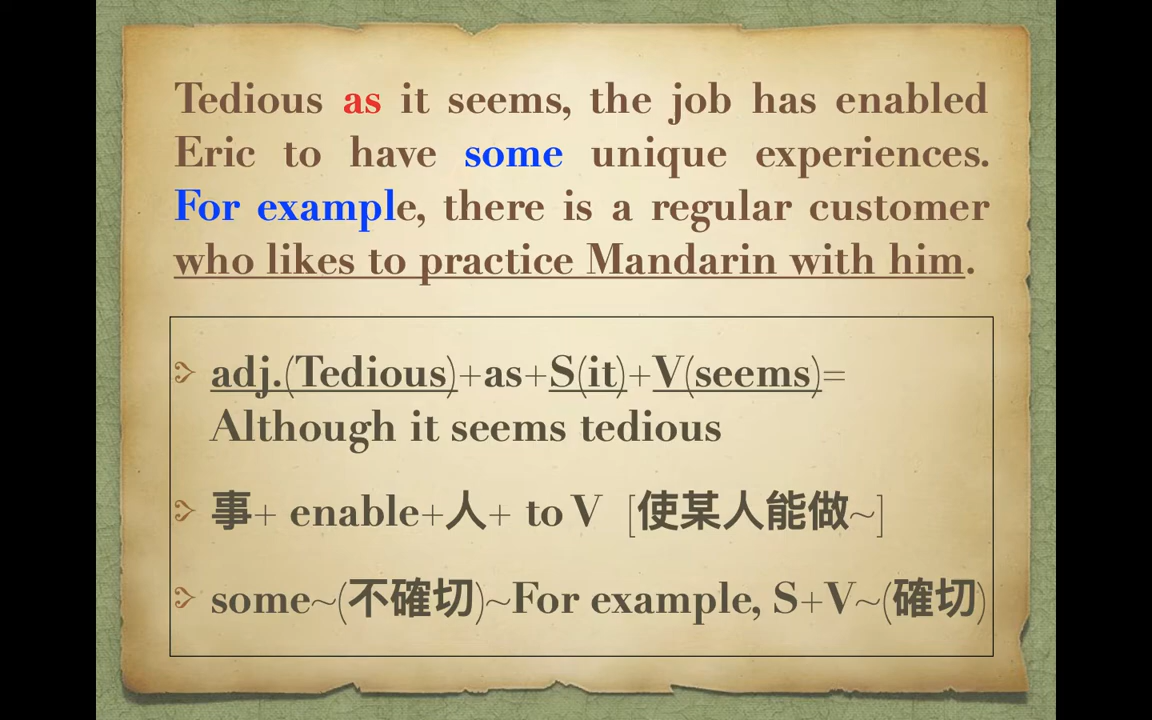 Tedious as it seems, the job has enabled
Eric to have some unique experiences.
For example, there is a regular customer
who likes to practice Mandarin with him.
adj.(Tedious)+as+S(it)+V(seems)=
Although it seems tedious
事+ enable+人+ to V [使某人能做~]
some~(不確切)~For example, S+V~(確切)